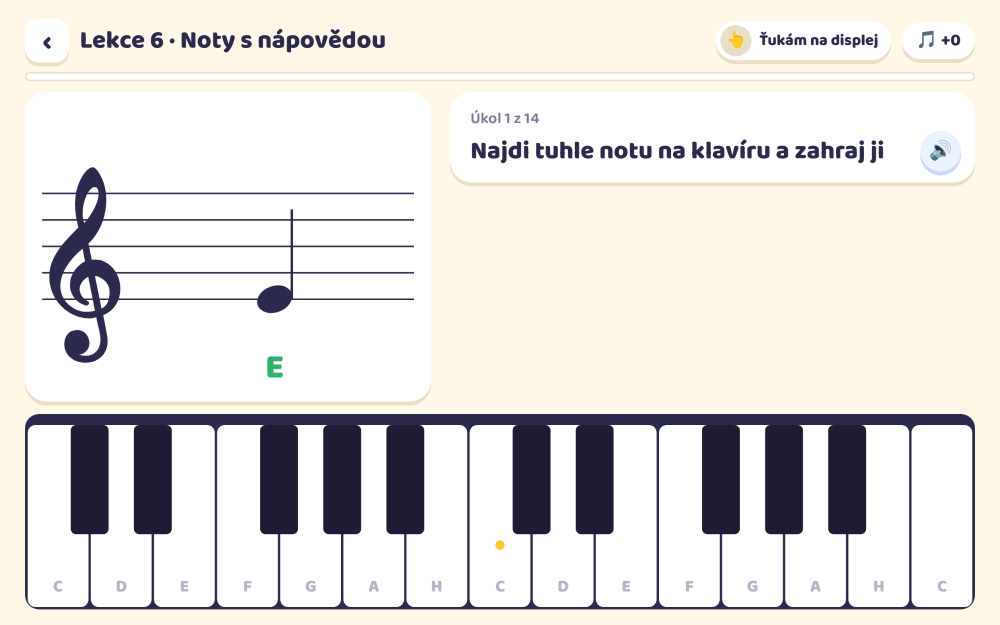 Lekce 6 · Noty s nápovědou
Ťukám na displej
+0
Úkol 1 z 14
Najdi tuhle notu na klavíru a zahraj ji
E
C D E F G A H C D E F G A H C